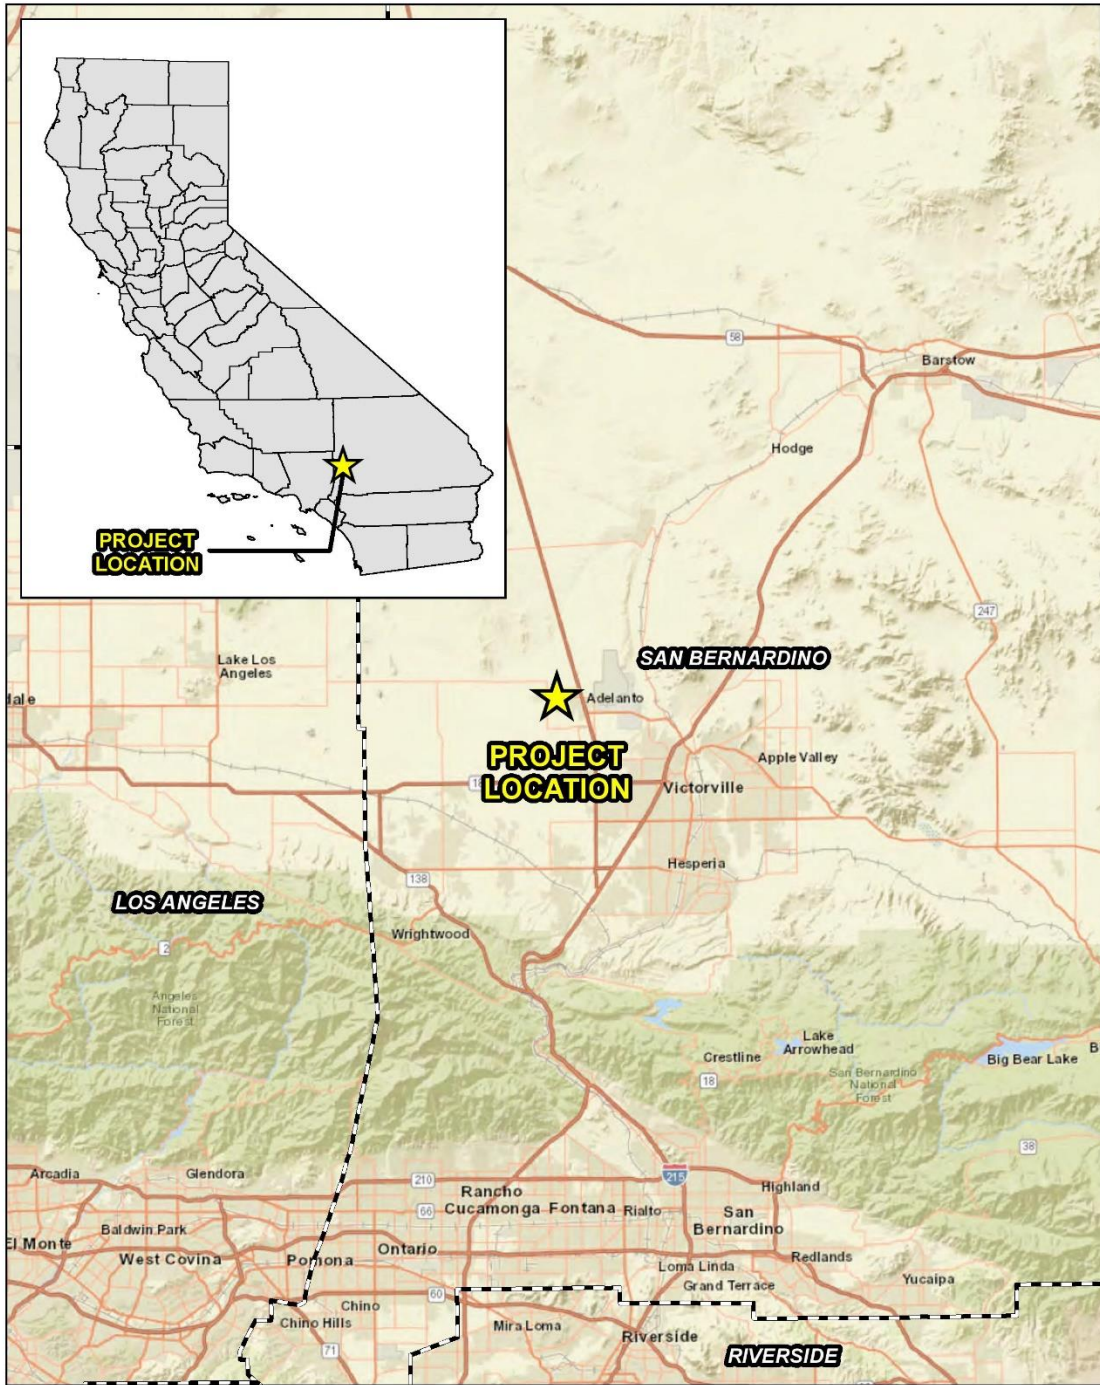 PROJECT
LOCATION
58
Barstow
Hodge
247
Lake Los
Angeles
SAN BERNARDINO
dale
Adelanto
PROJECT
LOCATION
Apple Valley
Victorville
Hesperia
138
LOS ANGELES
Wrightwood
2
Angeles
National
Forest
Lake
Arrowhead
Crestline
Big Bear Lake
B
18
San Bernardino
National
Forest
38
Arcadia
Glendora
210
215
Highland
Rancho
Cucamonga
Fontana
Rialto
66
San
Bernardino
Baldwin Park
El Monte
West Covina
Pomona
Ontario
Redlands
Loma Linda
Grand Terrace
Yucaipa
60
Chino
Chino Hills
Mira Loma
Riverside
71
RIVERSIDE